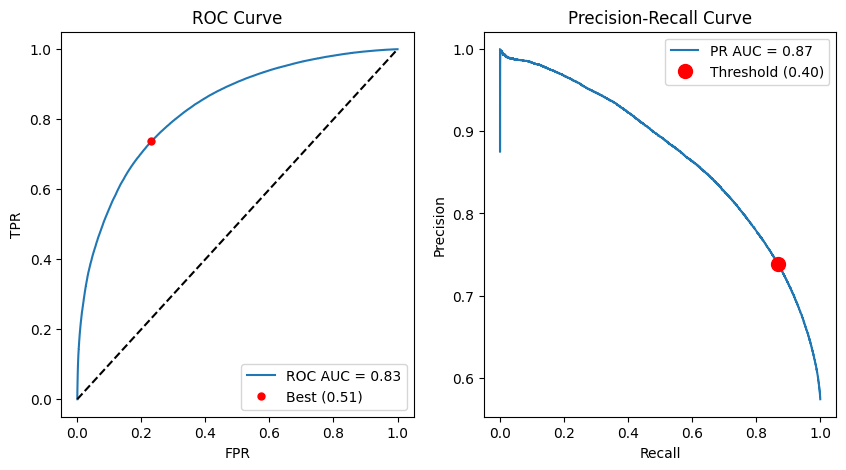 ROC Curve
1.0
0.8
0.6
0.4
0.2
0.0
TPR
0.0 0.2 0.4 0.6 0.8 1.0
FPR
ROC AUC = 0.83
Best (0.51)
Precision-Recall Curve
1.0
0.9
0.8
0.7
0.6
Precision
0.0 0.2 0.4 0.6 0.8 1.0
Recall
PR AUC = 0.87
Threshold (0.40)